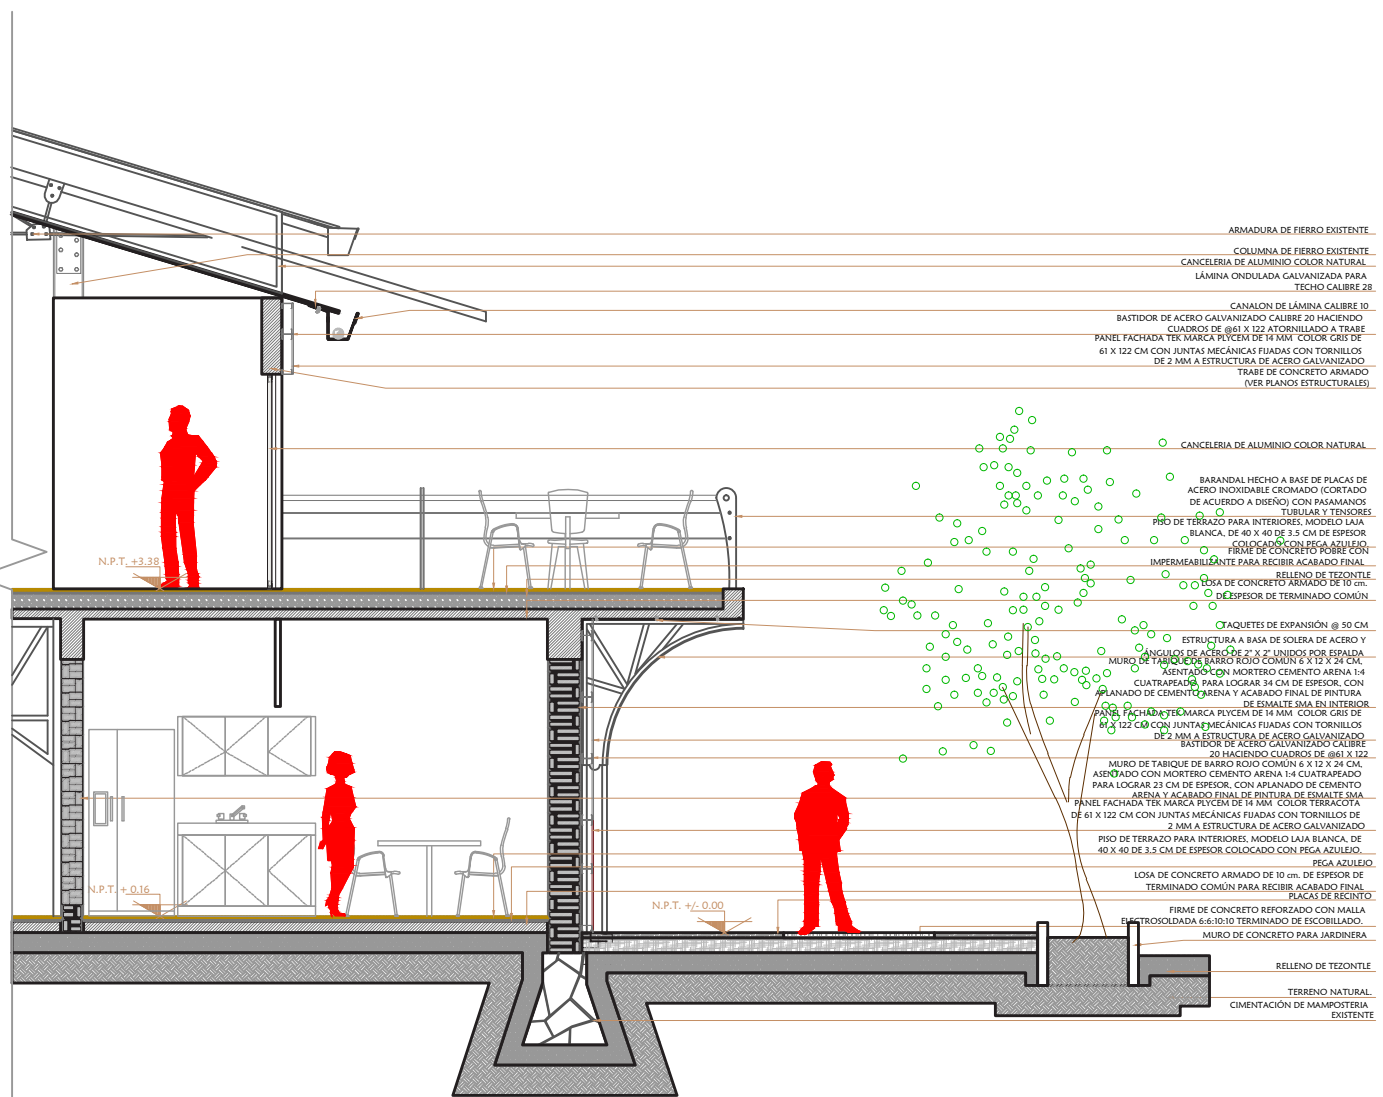 ARMADURA DE FIERRO EXISTENTE
COLUMNA DE FIERRO EXISTENTE
CANCELERIA DE ALUMINIO COLOR NATURAL
LÁMINA ONDULADA GALVANIZADA PARA
TECHO CALIBRE 28
CANALON DE LÁMINA CALIBRE 10
BASTIDOR DE ACERO GALVANIZADO CALIBRE 20 HACIENDO
CUADROS DE @61 X 122 ATORNILLADO A TRABE
PANEL FACHADA TEK MARCA PLYCEM DE 14 MM COLOR GRIS DE
61 X 122 CM CON JUNTAS MECÁNICAS FIJADAS CON TORNILLOS
DE 2 MM A ESTRUCTURA DE ACERO GALVANIZADO
TRABE DE CONCRETO ARMADO
(VER PLANOS ESTRUCTURALES)
CANCELERIA DE ALUMINIO COLOR NATURAL
BARANDAL HECHO A BASE DE PLACAS DE
ACERO INOXIDABLE CROMADO (CORTADO
DE ACUERDO A DISEÑO) CON PASAMANOS
TUBULAR Y TENSORES
PISO DE TERRAZO PARA INTERIORES, MODELO LAJA
BLANCA, DE 40 X 40 DE 3.5 CM DE ESPESOR
COLOCADO CON PEGA AZULEJO.
FIRME DE CONCRETO POBRE CON
IMPERMEABILIZANTE PARA RECIBIR ACABADO FINAL
N.P.T. +3.38
RELLENO DE TEZONTLE
LOSA DE CONCRETO ARMADO DE 10 cm.
DE ESPESOR DE TERMINADO COMÚN
TAQUETES DE EXPANSIÓN @ 50 CM
ESTRUCTURA A BASE DE SOLERA DE ACERO Y
ÁNGULOS DE ACERO DE 2" X 2" UNIDOS POR ESPALDA
MURO DE TABIQUE DE BARRO ROJO COMÚN 6 X 12 X 24 CM,
ASENTADO CON MORTERO CEMENTO ARENA 1:4
CUATRAPEADO, PARA LOGRAR 34 CM DE ESPESOR, CON
APLANADO DE CEMENTO ARENA Y ACABADO FINAL DE PINTURA
DE ESMALTE SMA EN INTERIOR
PANEL FACHADA TEK MARCA PLYCEM DE 14 MM COLOR GRIS DE
61 X 122 CM CON JUNTAS MECÁNICAS FIJADAS CON TORNILLOS
DE 2 MM A ESTRUCTURA DE ACERO GALVANIZADO
BASTIDOR DE ACERO GALVANIZADO CALIBRE
20 HACIENDO CUADROS DE @61 X 122
MURO DE TABIQUE DE BARRO ROJO COMÚN 6 X 12 X 24 CM,
ASENTADO CON MORTERO CEMENTO ARENA 1:4 CUATRAPEADO
PARA LOGRAR 23 CM DE ESPESOR, CON APLANADO DE CEMENTO
ARENA Y ACABADO FINAL DE PINTURA DE ESMALTE SMA
PANEL FACHADA TEK MARCA PLYCEM DE 14 MM COLOR TERRACOTA
DE 61 X 122 CM CON JUNTAS MECÁNICAS FIJADAS CON TORNILLOS DE
2 MM A ESTRUCTURA DE ACERO GALVANIZADO
PISO DE TERRAZO PARA INTERIORES, MODELO LAJA BLANCA, DE
40 X 40 DE 3.5 CM DE ESPESOR COLOCADO CON PEGA AZULEJO.
PEGA AZULEJO
LOSA DE CONCRETO ARMADO DE 10 cm. DE ESPESOR DE
TERMINADO COMÚN PARA RECIBIR ACABADO FINAL
N.P.T. + 0.16
PLACAS DE RECINTO
N.P.T. +/- 0.00
FIRME DE CONCRETO REFORZADO CON MALLA
ELECTROSOLDADA 6:6:10:10 TERMINADO DE ESCOBILLADO.
MURO DE CONCRETO PARA JARDINERA
RELLENO DE TEZONTLE
TERRENO NATURAL.
CIMENTACIÓN DE MAMPOSTERIA
EXISTENTE